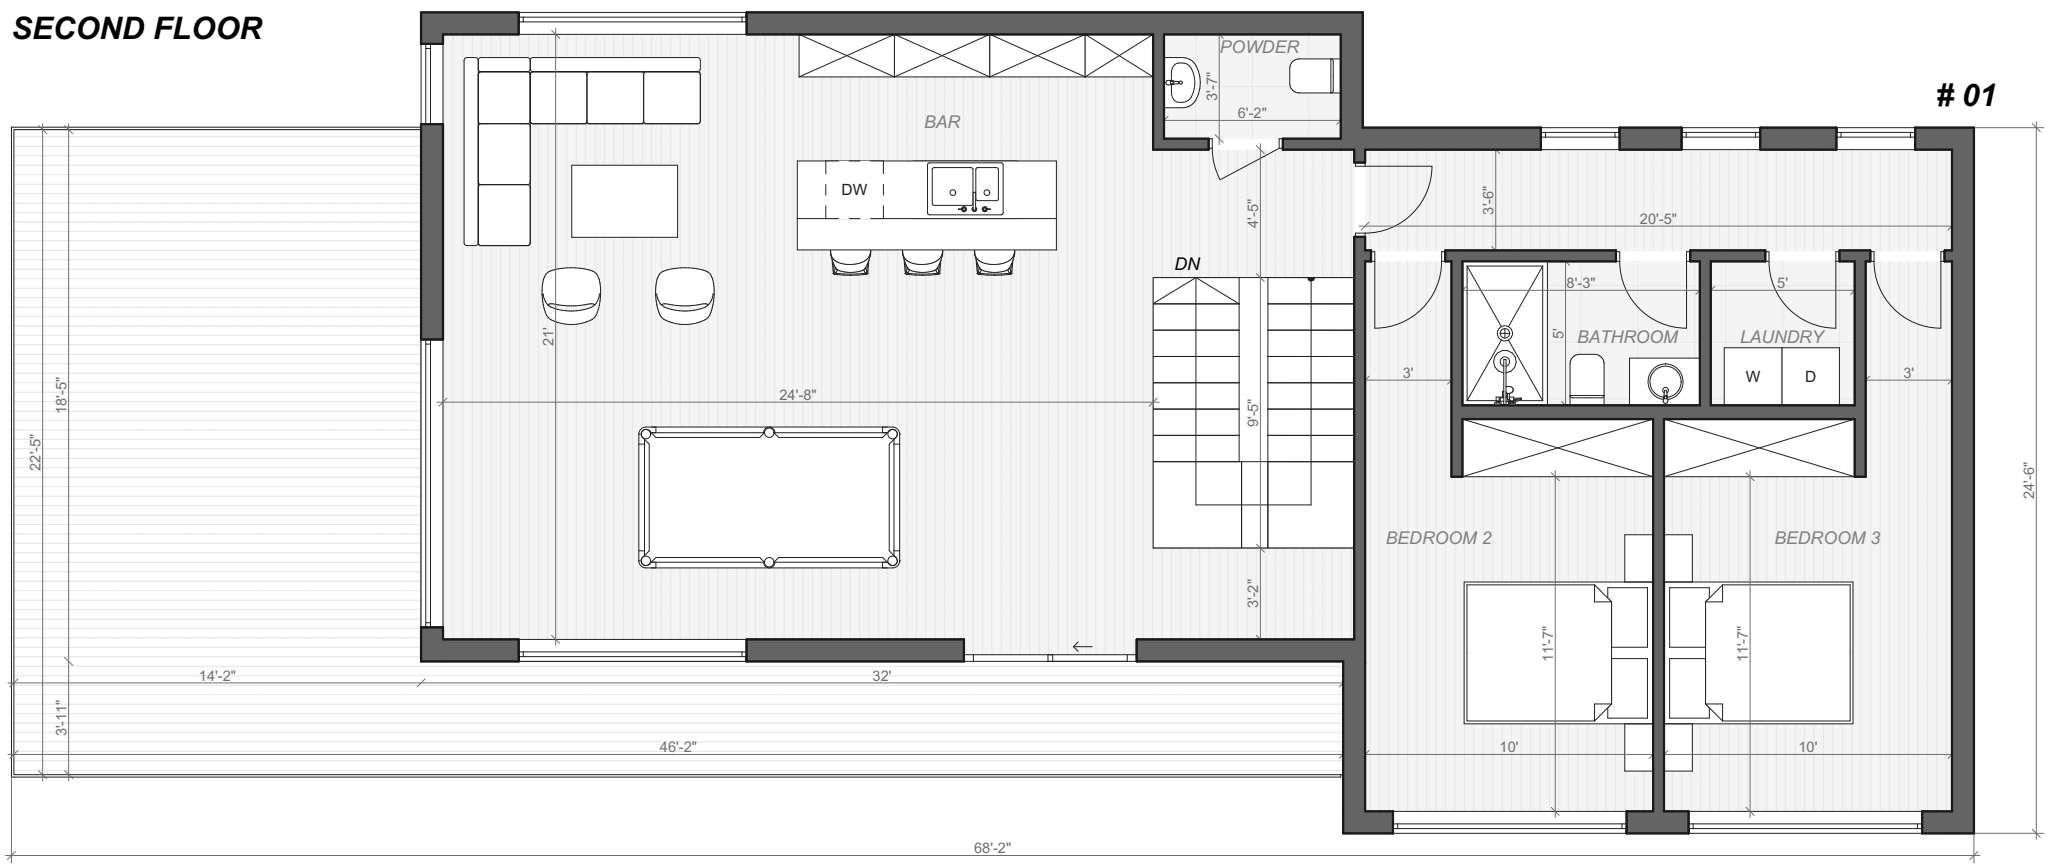 SECOND FLOOR
# 01
POWDER
3'-7"
6'-2"
BAR
DW
4'-5"
3'-6"
20'-5"
DN
8'-3"
5'
5'
BATHROOM
LAUNDRY
21'
24'-8"
9'-5"
3'
W
D
3'
18'-5"
22'-5"
24'-6"
BEDROOM 2
BEDROOM 3
3'-2"
11'-7"
11'-7"
14'-2"
32'
3'-11"
46'-2"
10'
10'
68'-2"